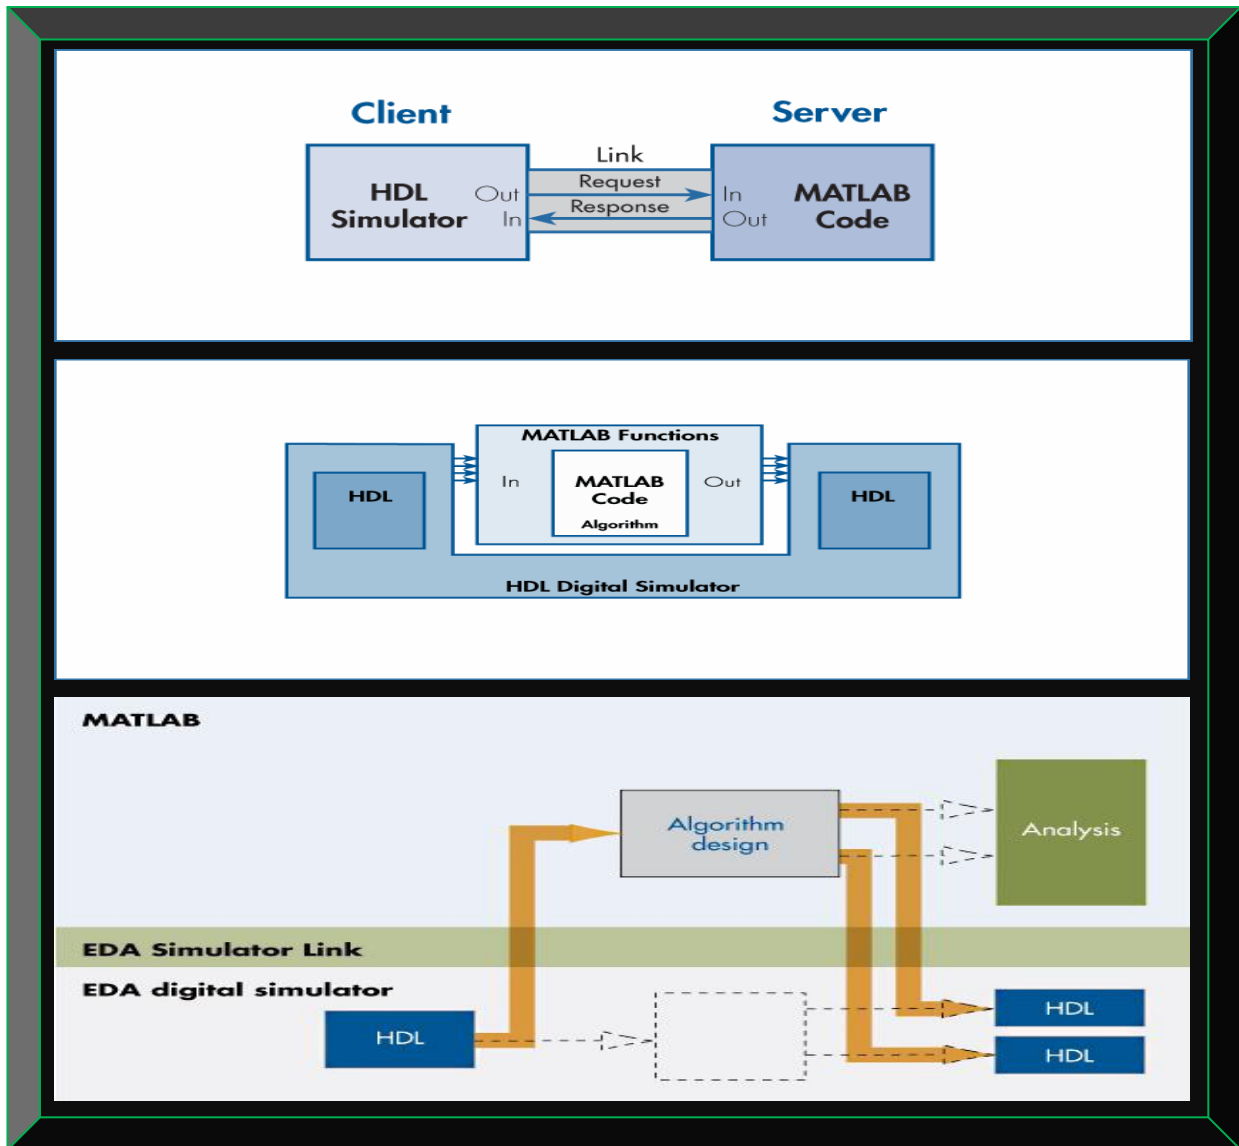 Client
Server
Link
HDL
Simulator
Out
In
Request
Response
In
Out
MATLAB
Code
MATLAB Functions
HDL
In
MATLAB
Code
Algorithm
Out
HDL
HDL Digital Simulator
MATLAB
Algorithm
design
Analysis
EDA Simulator Link
EDA digital simulator
HDL
HDL
HDL